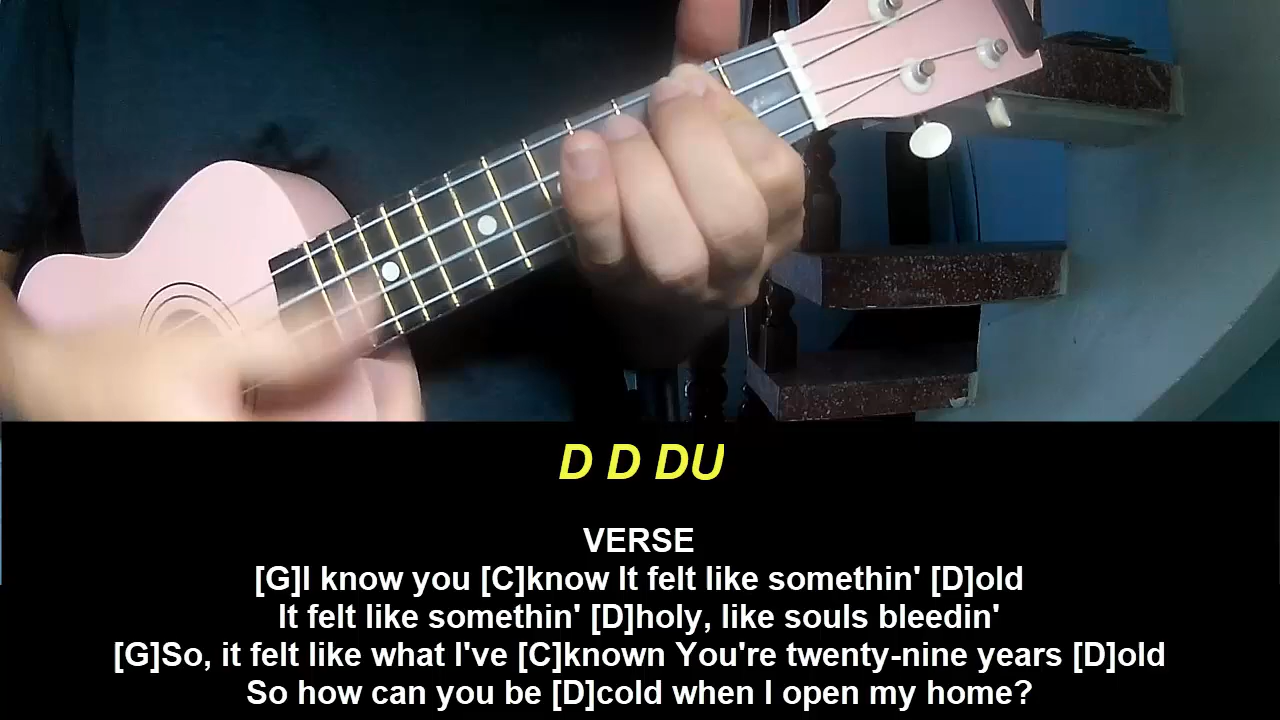 D D DU
VERSE
[G]I know you [C]know It felt like somethin' [D]old
It felt like somethin' [D]holy, like souls bleedin'
[G]So, it felt like what I've [C]known You're twenty-nine years [D]old
So how can you be [D]cold when I open my home?